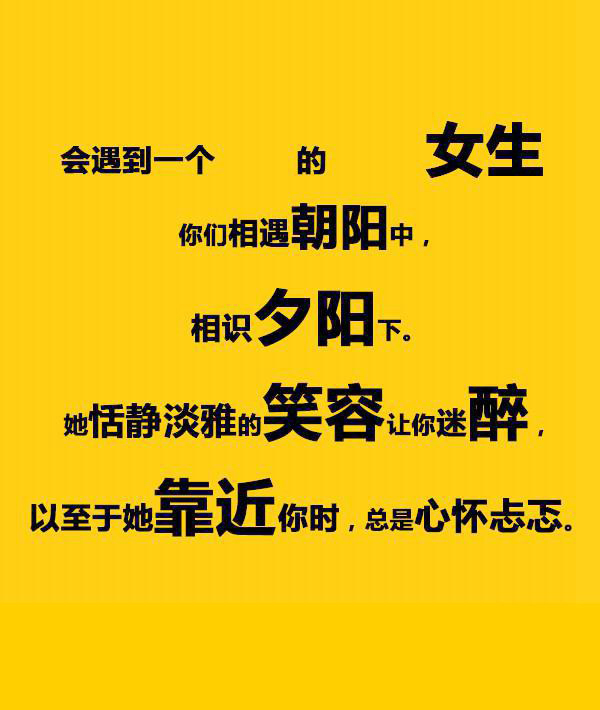 会遇到一个 的 女生
你们相遇朝阳中，
相识夕阳下。
她恬静淡雅的笑容让你迷醉，
以至于她靠近你时，总是心怀忐忑。